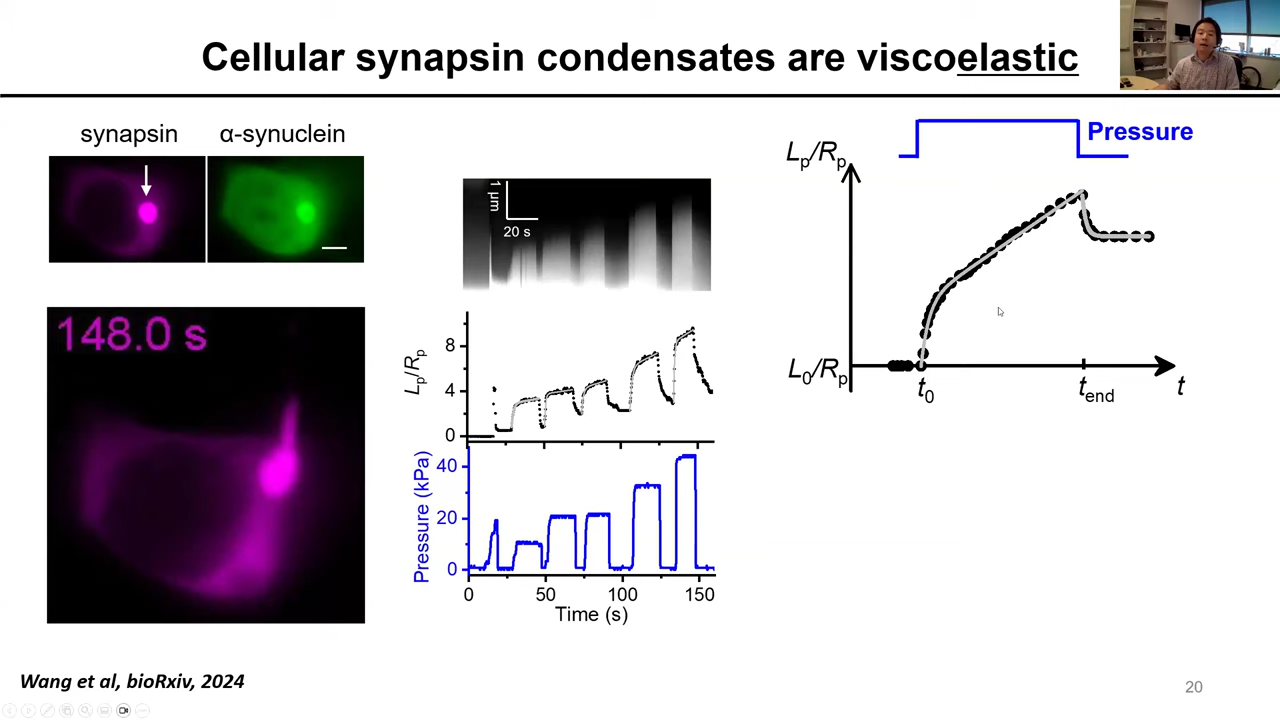 Cellular synapsin condensates are viscoelastic
synapsin
α-synuclein
148.0 s
1 µm
20 s
Lp/Rp
8
4
0
Pressure (kPa)
40
20
0
0
50
100
150
Time (s)
Pressure
Lp/Rp
L0/Rp
t0
tend
t
Wang et al, bioRxiv, 2024
20